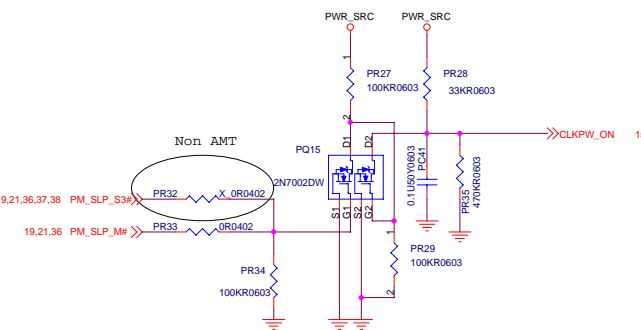 PWR_SRC PWR_SRC
1
PR27
100KR0603
PR28
33KR0603
2
Non AMT
D1 D2
PQ15
2N7002DW
CLKPW_ON 1
0.1U50Y0603
PC41
PR35
470KR0603
9,21,36,37,38 PM_SLP_S3# PR32 X_0R0402
S1 G1 S2 G2
19,21,36 PM_SLP_M# PR33 0R0402
1
PR29
100KR0603
2
PR34
100KR0603